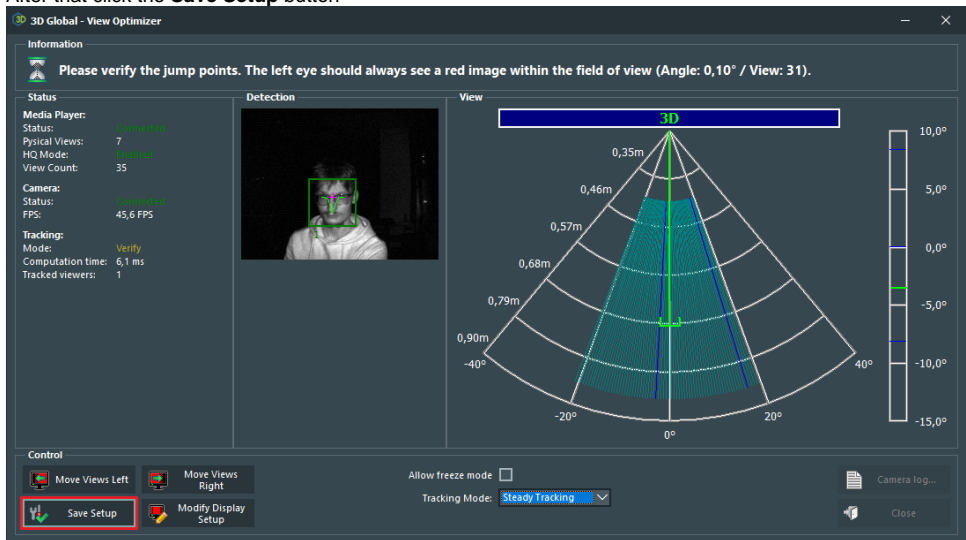 After that click the Save Setup button
3D Global - View Optimizer
Information
Please verify the jump points. The left eye should always see a red image within the field of view (Angle: 0,10° / View: 31).
Status
Media Player:
Status: Connected
Pysical Views: 7
HQ Mode: Enabled
View Count: 35
Camera:
Status: Connected
FPS: 45,6 FPS
Tracking:
Mode: Verify
Computation time: 6,1 ms
Tracked viewers: 1
Detection
View
3D
0,35m
0,46m
0,57m
0,68m
0,79m
0,90m
-40°
-20°
0°
20°
40°
10,0°
5,0°
0,0°
-5,0°
-10,0°
-15,0°
Control
Move Views Left
Move Views
Right
Save Setup
Modify Display
Setup
Allow freeze mode
Tracking Mode: Steady Tracking
Camera log...
Close